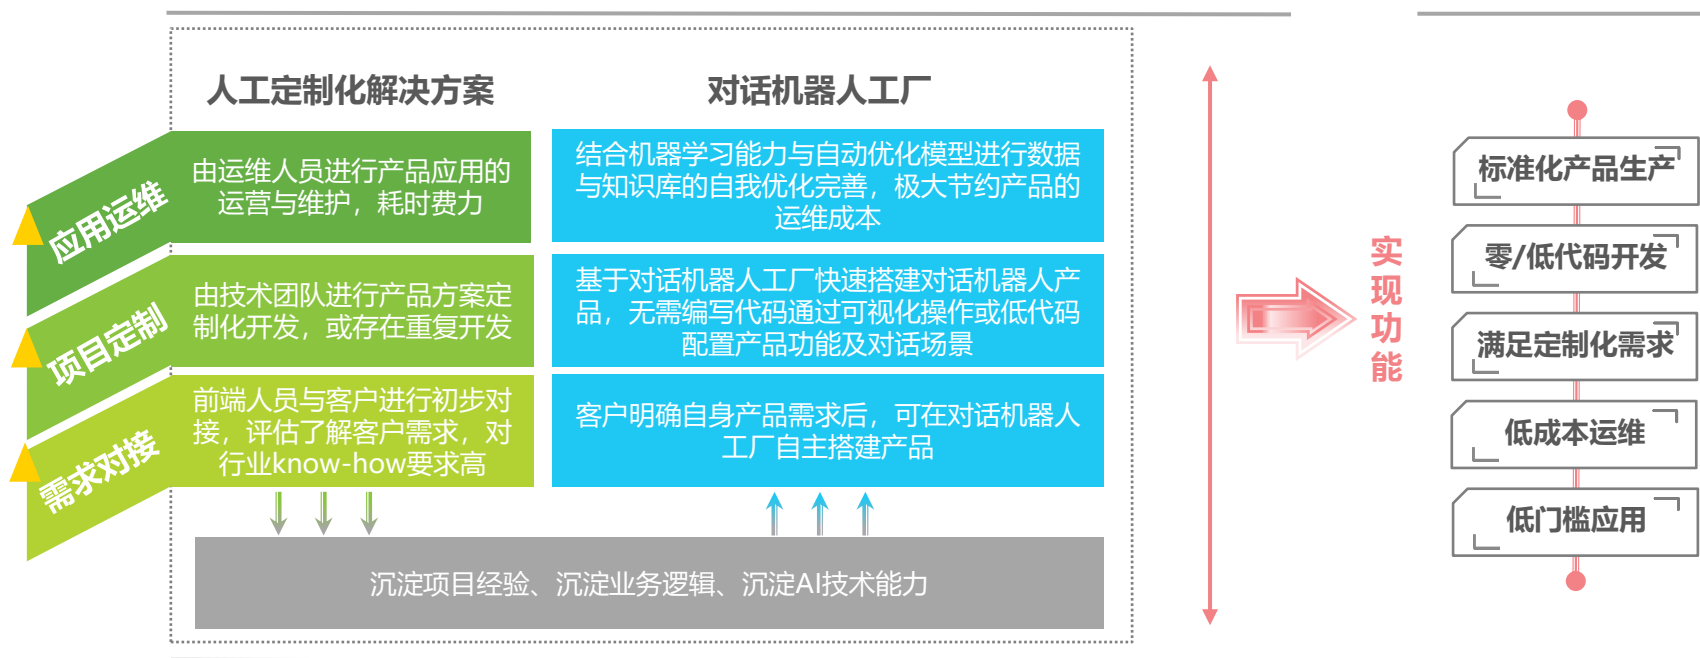 人工定制化解决方案
对话机器人工厂
应用运维
由运维人员进行产品应用的
运营与维护，耗时费力
结合机器学习能力与自动优化模型进行数据
与知识库的自我优化完善，极大节约产品的
运维成本
项目定制
由技术团队进行产品方案定
制化开发，或存在重复开发
基于对话机器人工厂快速搭建对话机器人产
品，无需编写代码通过可视化操作或低代码
配置产品功能及对话场景
需求对接
前端人员与客户进行初步对
接，评估了解客户需求，对
行业know-how要求高
客户明确自身产品需求后，可在对话机器人
工厂自主搭建产品
沉淀项目经验、沉淀业务逻辑、沉淀AI技术能力
实现功能
标准化产品生产
零/低代码开发
满足定制化需求
低成本运维
低门槛应用